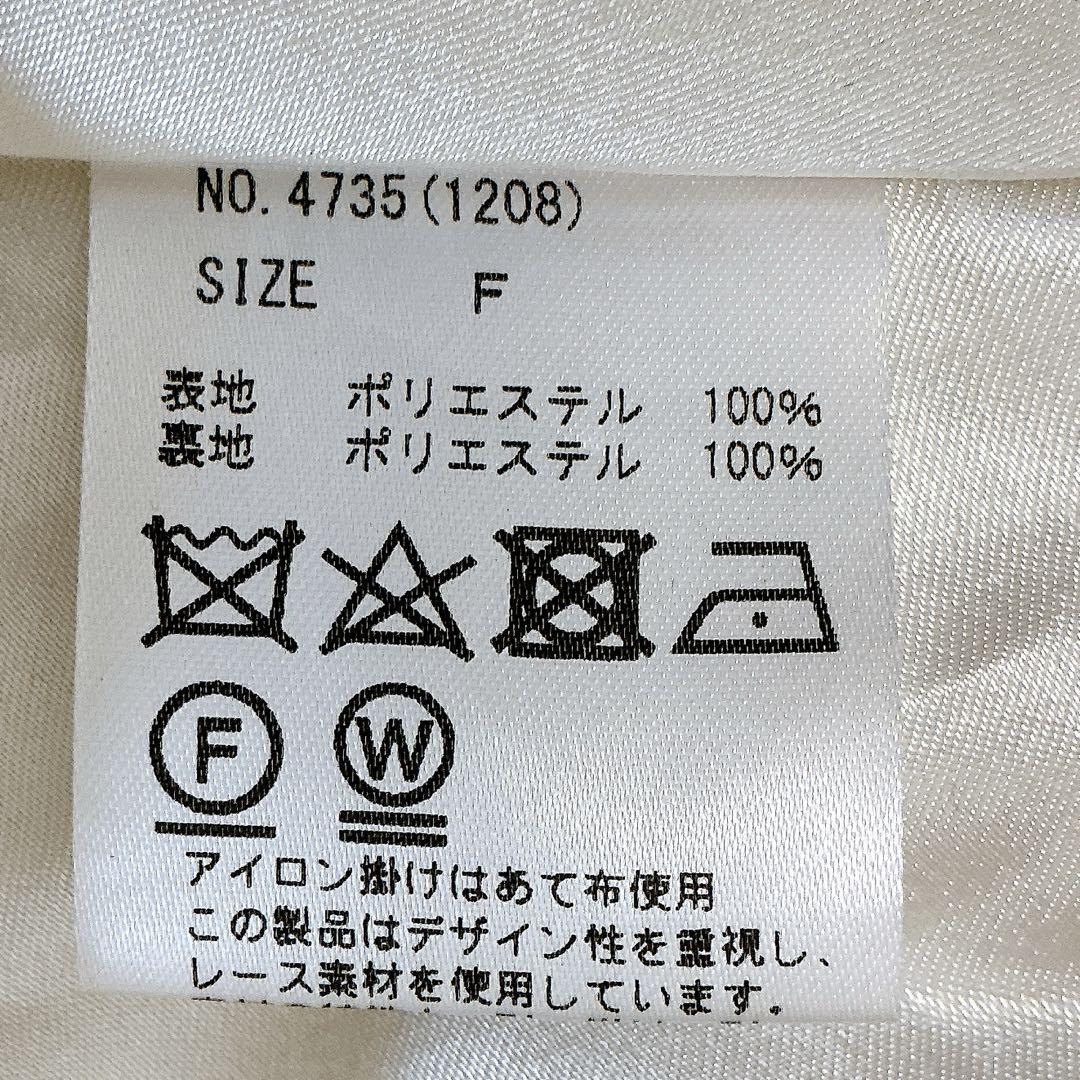 NO. 4735(1208)
SIZE F
表地 ポリエステル 100%
裏地 ポリエステル 100%
F
W
アイロン掛けはあて布使用
この製品はデザイン性を重視し、
レース素材を使用しています。